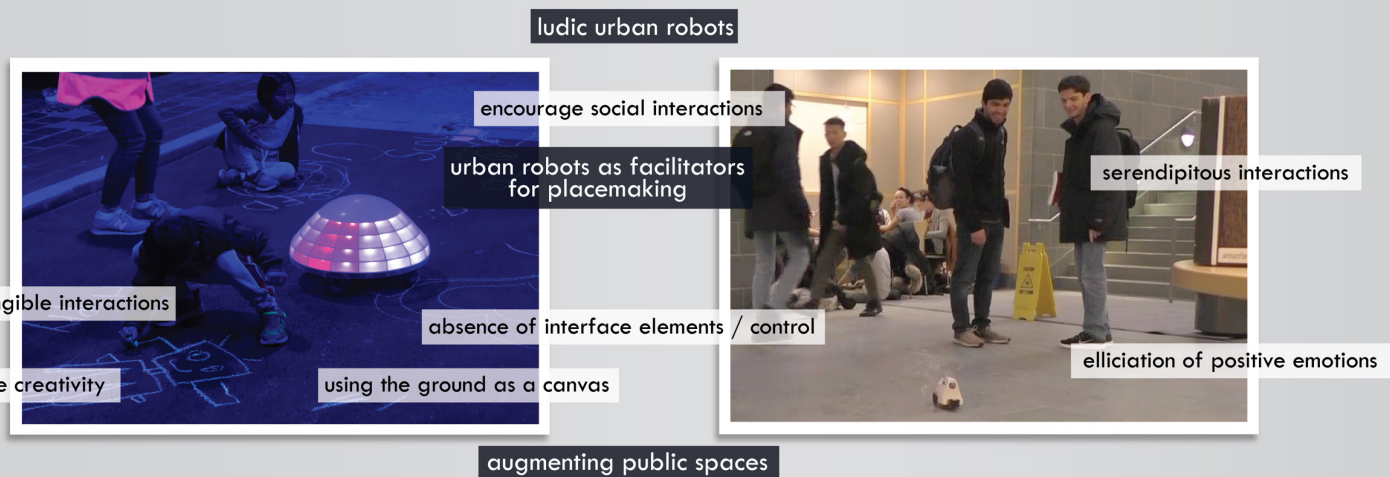 ludic urban robots
encourage social interactions
urban robots as facilitators
for placemaking
serendipitous interactions
gible interactions
absence of interface elements / control
elliciation of positive emotions
e creativity
using the ground as a canvas
augmenting public spaces